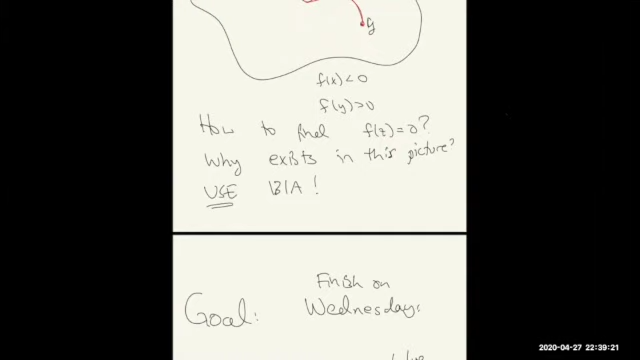 y
f(x) < 0
f(y) > 0
How to find f(z) = 0?
Why exists in this picture?
USE BIA!
Finish on
Goal: Wednesday:
2020-04-27 22:39:21